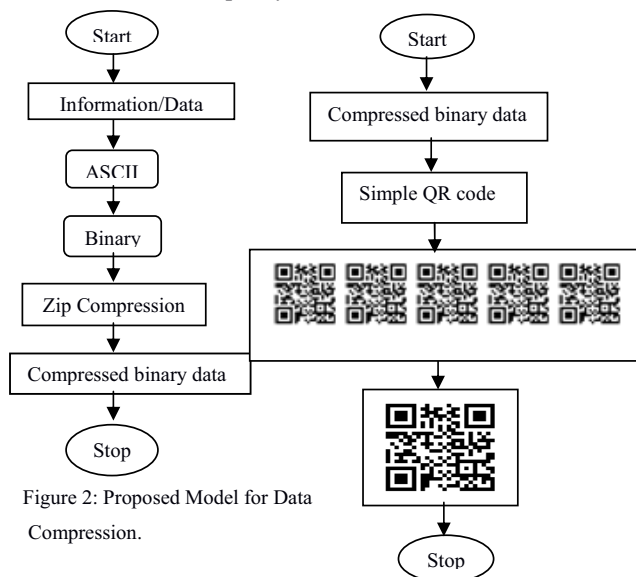 Start
Information/Data
ASCII
Binary
Zip Compression
Compressed binary data
Stop
Figure 2: Proposed Model for Data
Compression.
Start
Compressed binary data
Simple QR code
Stop